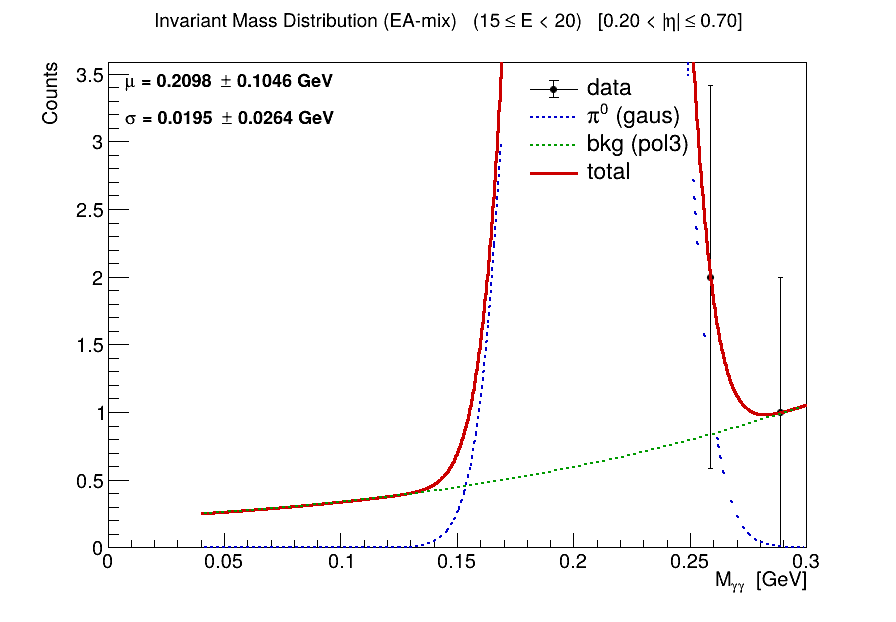 Invariant Mass Distribution (EA-mix) (15 ≤ E < 20) [0.20 < |η| ≤ 0.70]
Counts
μ = 0.2098 ± 0.1046 GeV
σ = 0.0195 ± 0.0264 GeV
data
π⁰ (gaus)
bkg (pol3)
total
3.5
3
2.5
2
1.5
1
0.5
0
0 0.05 0.1 0.15 0.2 0.25 0.3
M_γγ [GeV]